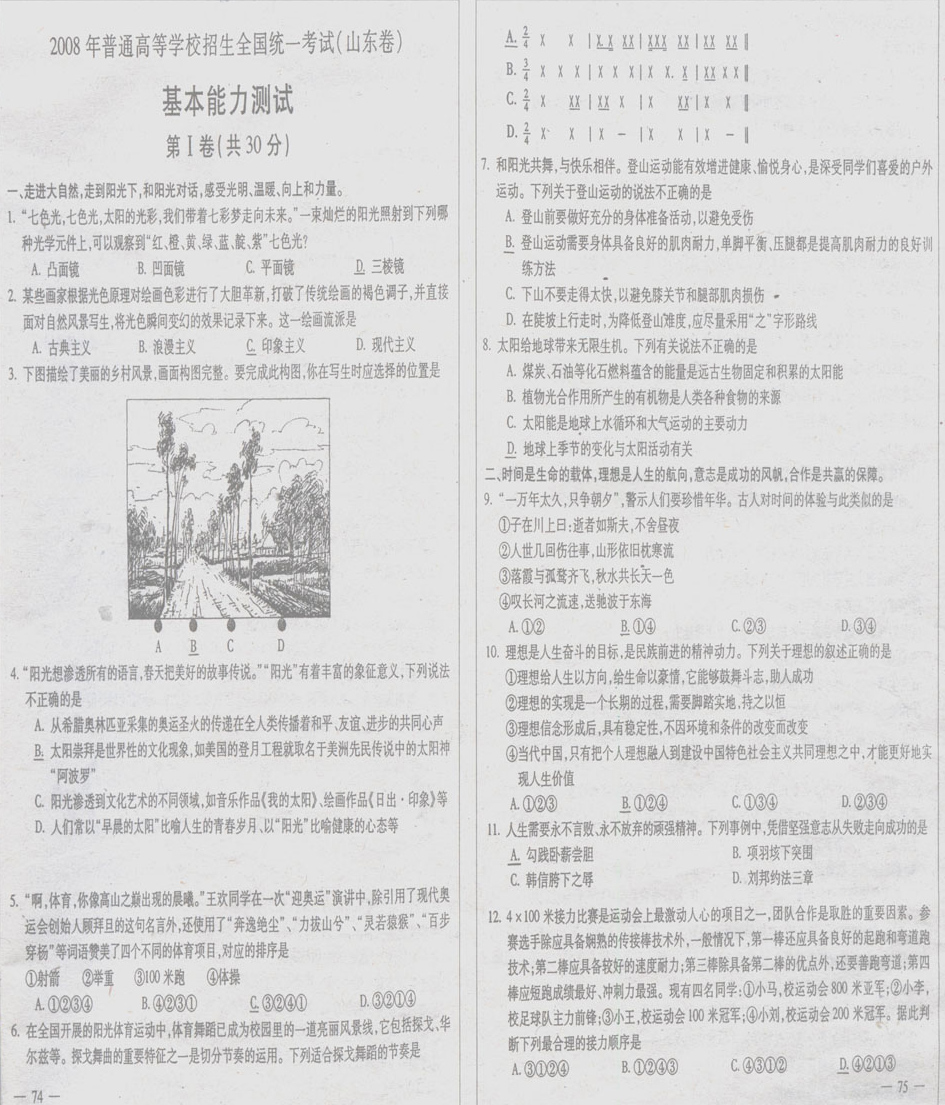 2008年普通高等学校招生全国统一考试(山东卷)
基本能力测试
第Ⅰ卷(共30分)
一、走进大自然,走到阳光下,和阳光对话,感受光明、温暖、向上和力量。
1. “七色光,七色光,太阳的光彩,我们带着七彩梦走向未来。”一束灿烂的阳光照射到下列哪
种光学元件上,可以观察到“红、橙、黄、绿、蓝、靛、紫”七色光?
A. 凸面镜 B. 凹面镜 C. 平面镜 D. 三棱镜
2. 某些画家根据光色原理对绘画色彩进行了大胆革新,打破了传统绘画的褐色调子,并直接
面对自然风景写生,将光色瞬间变幻的效果记录下来。这一绘画流派是
A. 古典主义 B. 浪漫主义 C. 印象主义 D. 现代主义
3. 下图描绘了美丽的乡村风景,画面构图完整。要完成此构图,你在写生时应选择的位置是
A B C D
4. “阳光想渗透所有的语言,春天把美好的故事传说。”“阳光”有着丰富的象征意义,下列说法
不正确的是
A. 从希腊奥林匹亚采集的奥运圣火的传递在全人类传播着和平、友谊、进步的共同心声
B. 太阳崇拜是世界性的文化现象,如美国的登月工程就取名于美洲先民传说中的太阳神
“阿波罗”
C. 阳光渗透到文化艺术的不同领域,如音乐作品《我的太阳》、绘画作品《日出·印象》等
D. 人们常以“早晨的太阳”比喻人生的青春岁月、以“阳光”比喻健康的心态等
5. “啊,体育,你像高山之巅出现的晨曦。”王欢同学在一次“迎奥运”演讲中,除引用了现代奥
运会创始人顾拜旦的这句名言外,还使用了“奔逸绝尘”、“力拔山兮”、“灵若猿猴”、“百步
穿杨”等词语赞美了四个不同的体育项目,对应的排序是
①射箭 ②举重 ③100米跑 ④体操
A. ①②③④ B. ④②③① C. ③②④① D. ③②①④
6. 在全国开展的阳光体育运动中,体育舞蹈已成为校园里的一道亮丽风景线,它包括探戈、华
尔兹等。探戈舞曲的重要特征之一是切分节奏的运用。下列适合探戈舞蹈的节奏是
— 74 —
A. 2/4 X X | X X XX | XXX XX | XX XX ‖
B. 3/4 X X X | X X X | X X. X | XX X X ‖
C. 2/4 X XX | XX X | X XX | X X ‖
D. 2/4 X X | X — | X X | X — ‖
7. 和阳光共舞,与快乐相伴。登山运动能有效增进健康、愉悦身心,是深受同学们喜爱的户外
运动。下列关于登山运动的说法不正确的是
A. 登山前要做好充分的身体准备活动,以避免受伤
B. 登山运动需要身体具备良好的肌肉耐力,单脚平衡、压腿都是提高肌肉耐力的良好训
练方法
C. 下山不要走得太快,以避免膝关节和腿部肌肉损伤
D. 在陡坡上行走时,为降低登山难度,应尽量采用“之”字形路线
8. 太阳给地球带来无限生机。下列有关说法不正确的是
A. 煤炭、石油等化石燃料蕴含的能量是远古生物固定和积累的太阳能
B. 植物光合作用所产生的有机物是人类各种食物的来源
C. 太阳能是地球上水循环和大气运动的主要动力
D. 地球上季节的变化与太阳活动有关
二、时间是生命的载体,理想是人生的航向,意志是成功的风帆,合作是共赢的保障。
9. “一万年太久,只争朝夕”,警示人们要珍惜年华。古人对时间的体验与此类似的是
①子在川上曰:逝者如斯夫,不舍昼夜
②人世几回伤往事,山形依旧枕寒流
③落霞与孤鹜齐飞,秋水共长天一色
④叹长河之流速,送驰波于东海
A. ①② B. ①④ C. ②③ D. ③④
10. 理想是人生奋斗的目标,是民族前进的精神动力。下列关于理想的叙述正确的是
①理想给人生以方向,给生命以豪情,它能够鼓舞斗志,助人成功
②理想的实现是一个长期的过程,需要脚踏实地,持之以恒
③理想信念形成后,具有稳定性,不因环境和条件的改变而改变
④当代中国,只有把个人理想融入到建设中国特色社会主义共同理想之中,才能更好地实
现人生价值
A. ①②③ B. ①②④ C. ①③④ D. ②③④
11. 人生需要永不言败、永不放弃的顽强精神。下列事例中,凭借坚强意志从失败走向成功的是
A. 勾践卧薪尝胆 B. 项羽垓下突围
C. 韩信胯下之辱 D. 刘邦约法三章
12. 4×100米接力比赛是运动会上最激动人心的项目之一,团队合作是取胜的重要因素。参
赛选手除应具备娴熟的传接棒技术外,一般情况下,第一棒还应具备良好的起跑和弯道跑
技术;第二棒应具备较好的速度耐力;第三棒除具备第二棒的优点外,还要善跑弯道;第四
棒应短跑成绩最好、冲刺力最强。现有四名同学:①小马,校运动会800米亚军;②小李,
校足球队主力前锋;③小王,校运动会100米冠军;④小刘,校运动会200米冠军。据此判
断下列最合理的接力顺序是
A. ③①②④ B. ①②④③ C. ④③①② D. ④②①③
— 75 —